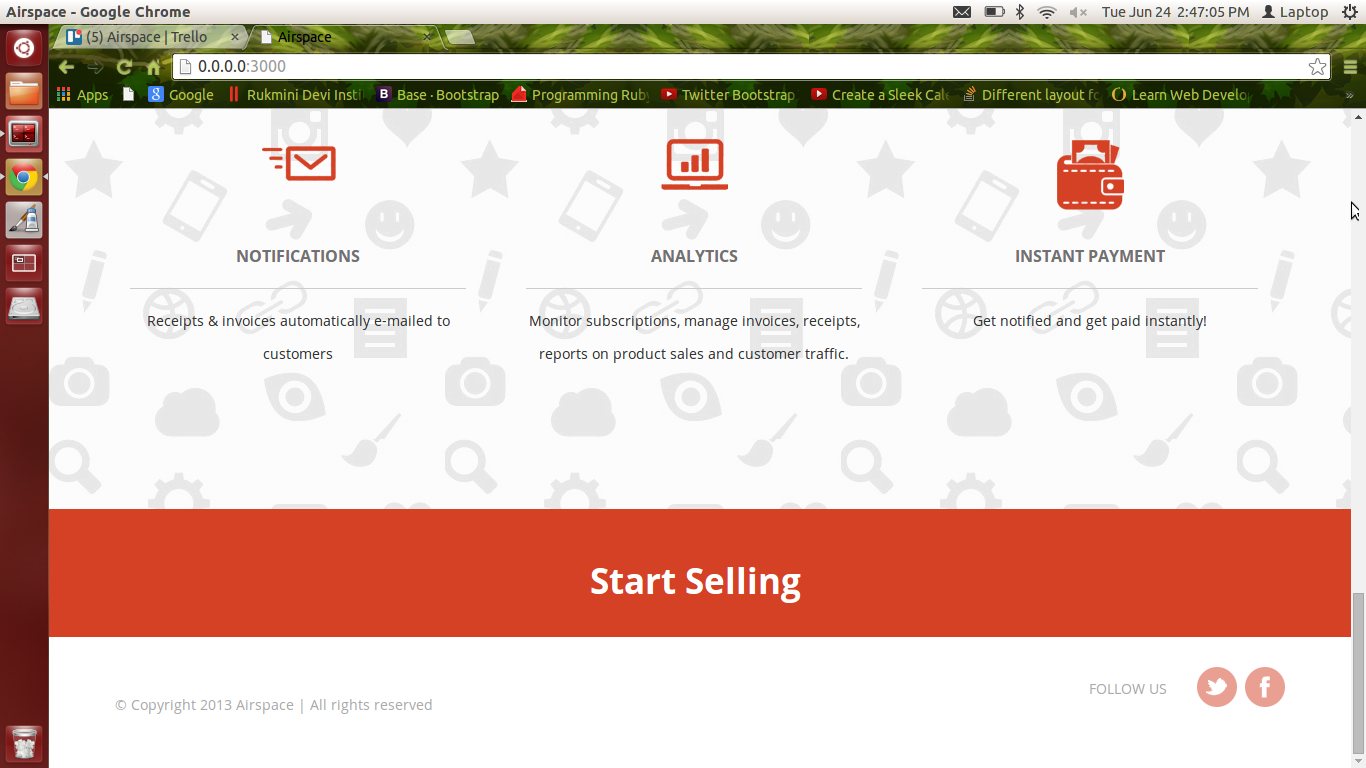 Airspace - Google Chrome
Tue Jun 24 2:47:05 PM
Laptop
(5) Airspace | Trello
Airspace
0.0.0.0:3000
Apps
Google
Rukmini Devi Insti
Base · Bootstrap
Programming Ruby
Twitter Bootstrap
Create a Sleek Cale
Different layout fo
Learn Web Develo
»
NOTIFICATIONS
Receipts & invoices automatically e-mailed to
customers
ANALYTICS
Monitor subscriptions, manage invoices, receipts,
reports on product sales and customer traffic.
INSTANT PAYMENT
Get notified and get paid instantly!
Start Selling
© Copyright 2013 Airspace | All rights reserved
FOLLOW US